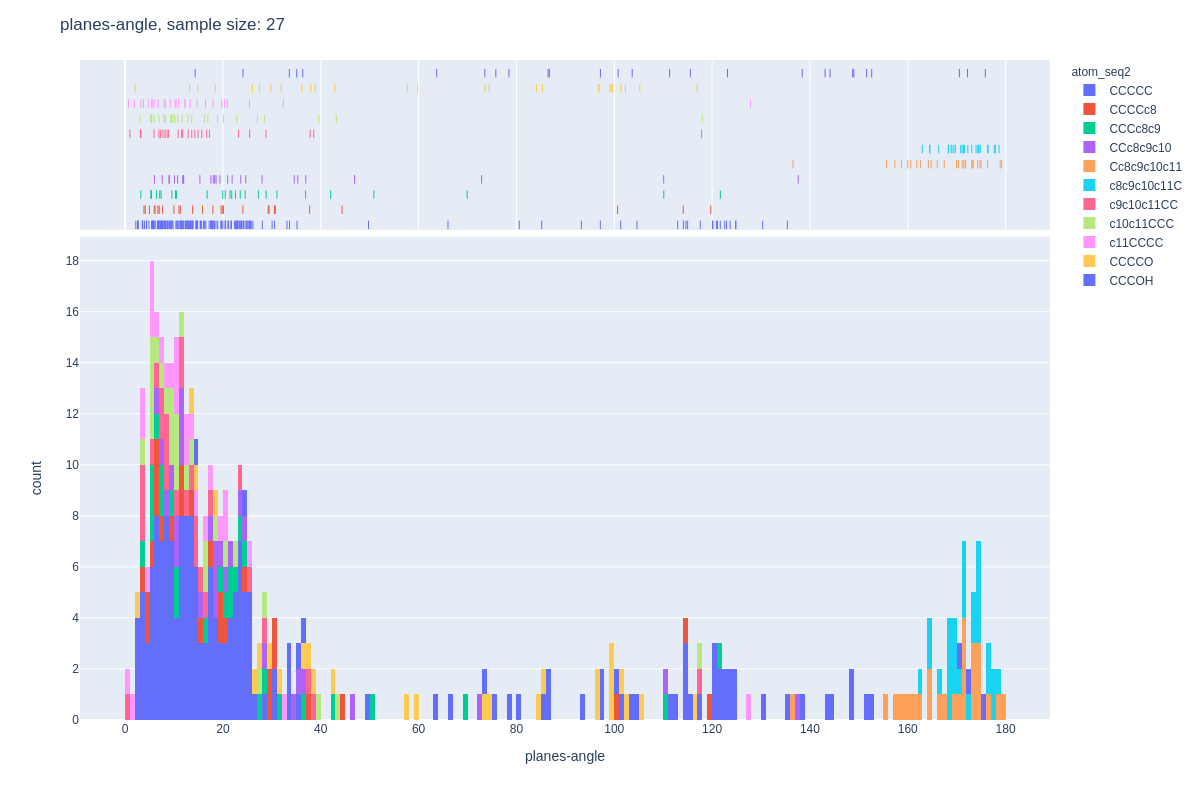 planes-angle, sample size: 27
atom_seq2
CCCCC
CCCCc8
CCCc8c9
CCc8c9c10
Cc8c9c10c11
c8c9c10c11C
c9c10c11CC
c10c11CCC
c11CCCC
CCCCO
CCCOH
18
16
14
12
10
8
6
4
2
0
count
0 20 40 60 80 100 120 140 160 180
planes-angle